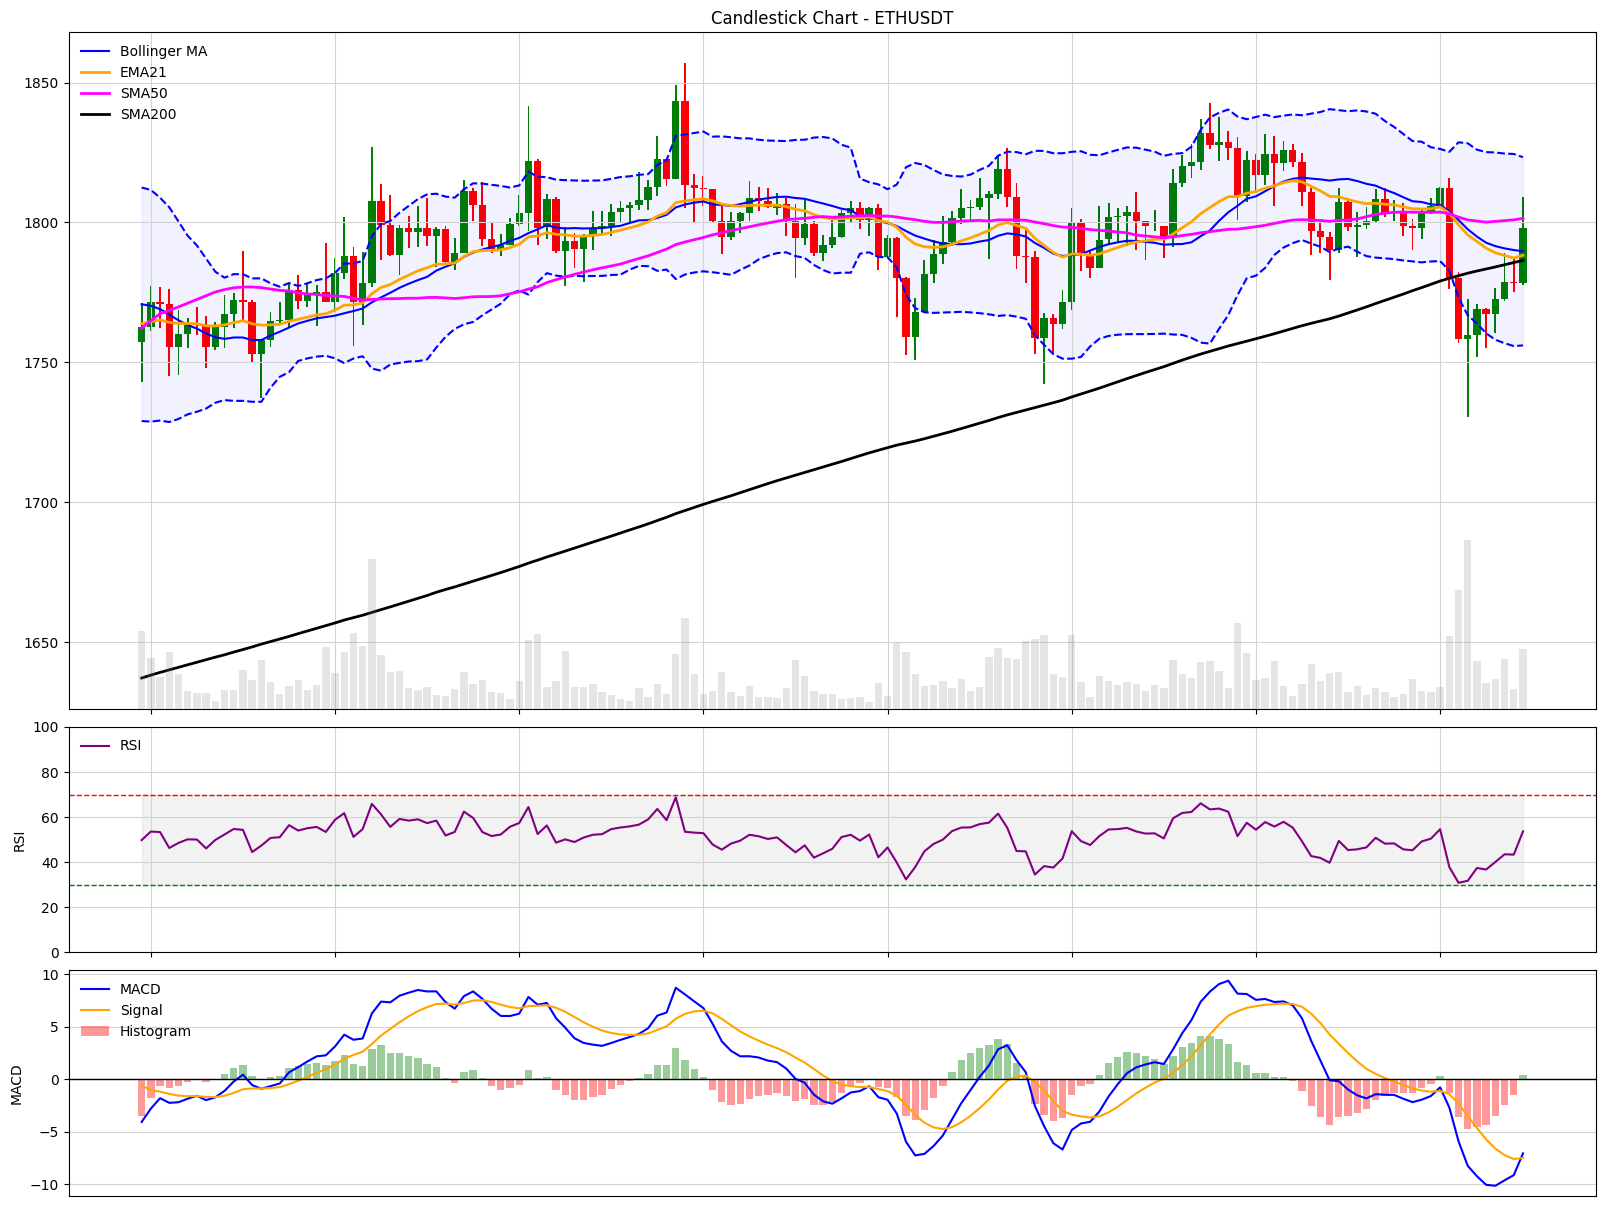 Candlestick Chart - ETHUSDT
Bollinger MA
EMA21
SMA50
SMA200
1850
1800
1750
1700
1650
RSI
100
80
60
40
20
0
RSI
MACD
Signal
Histogram
10
5
0
−5
−10
MACD